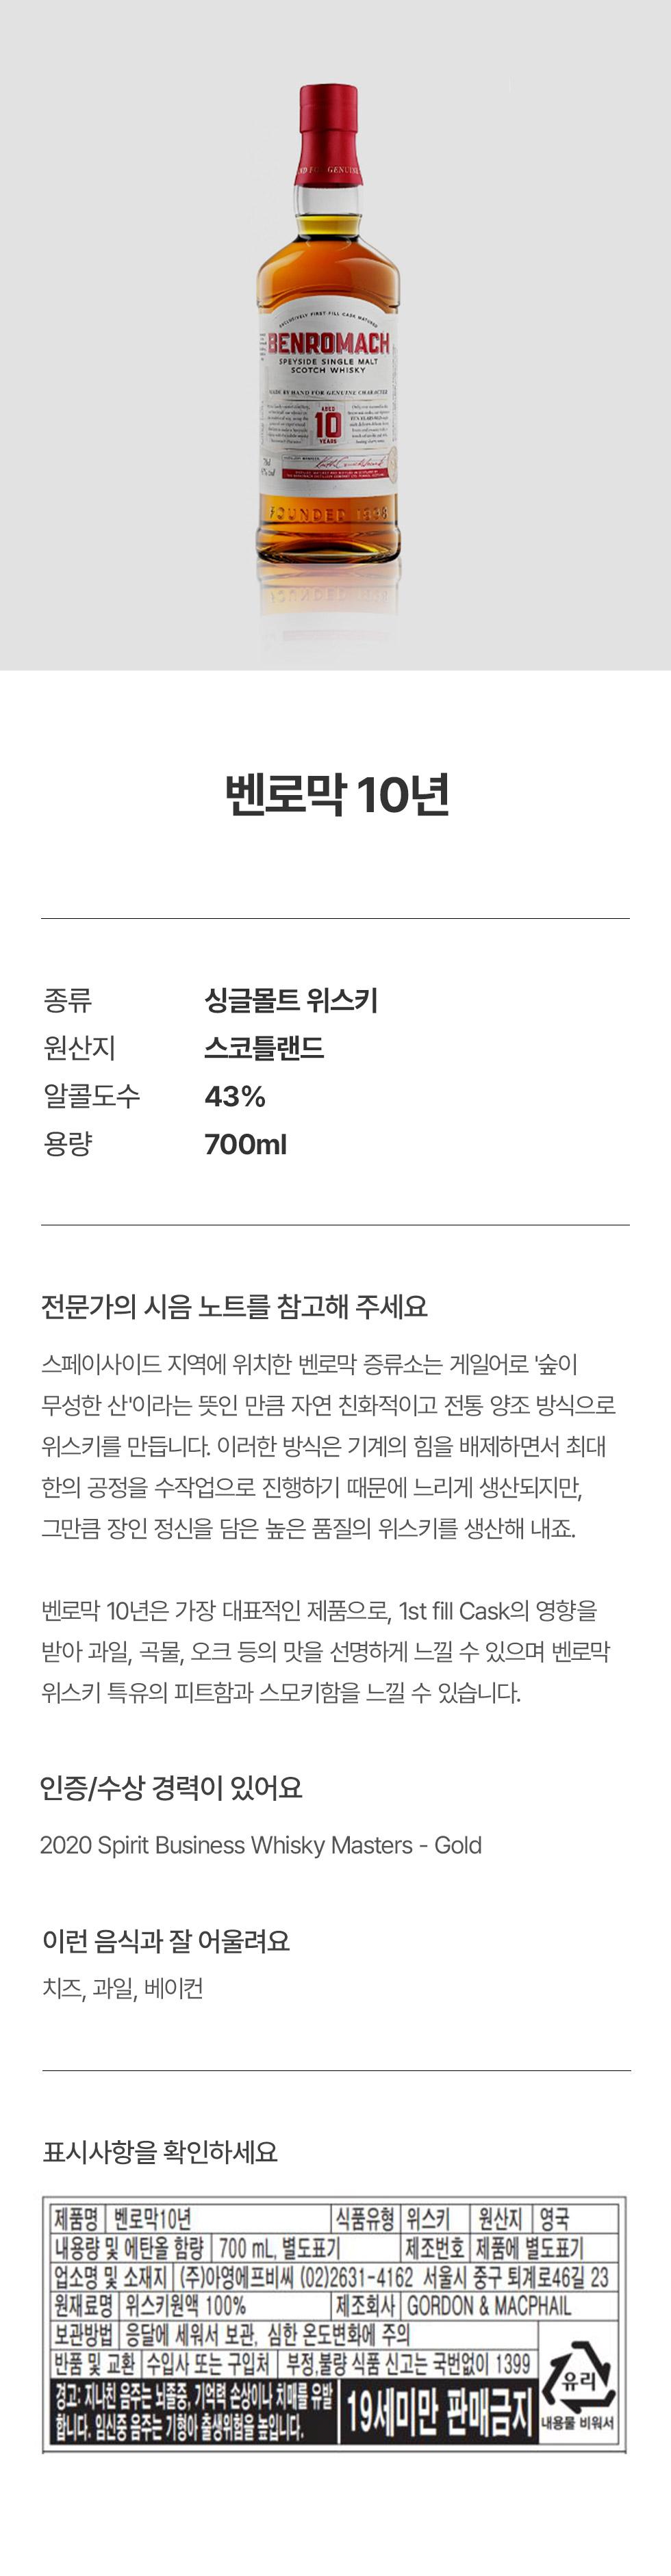 BOND FOR GENUINE
EXCLUSIVELY FIRST FILL CASK MATURED
BENROMACH
SPEYSIDE SINGLE MALT
SCOTCH WHISKY
MADE BY HAND FOR GENUINE CHARACTER
AGED
10
YEARS
FOUNDED 1898
벤로막 10년
종류 싱글몰트 위스키
원산지 스코틀랜드
알콜도수 43%
용량 700ml
전문가의 시음 노트를 참고해 주세요
스페이사이드 지역에 위치한 벤로막 증류소는 게일어로 '숲이
무성한 산'이라는 뜻인 만큼 자연 친화적이고 전통 양조 방식으로
위스키를 만듭니다. 이러한 방식은 기계의 힘을 배제하면서 최대
한의 공정을 수작업으로 진행하기 때문에 느리게 생산되지만,
그만큼 장인 정신을 담은 높은 품질의 위스키를 생산해 내죠.
벤로막 10년은 가장 대표적인 제품으로, 1st fill Cask의 영향을
받아 과일, 곡물, 오크 등의 맛을 선명하게 느낄 수 있으며 벤로막
위스키 특유의 피트함과 스모키함을 느낄 수 있습니다.
인증/수상 경력이 있어요
2020 Spirit Business Whisky Masters - Gold
이런 음식과 잘 어울려요
치즈, 과일, 베이컨
표시사항을 확인하세요
제품명 벤로막10년 식품유형 위스키 원산지 영국
내용량 및 에탄올 함량 700 mL, 별도표기 제조번호 제품에 별도표기
업소명 및 소재지 (주)아영에프비씨 (02)2631-4162 서울시 중구 퇴계로46길 23
원재료명 위스키원액 100% 제조회사 GORDON & MACPHAIL
보관방법 응달에 세워서 보관, 심한 온도변화에 주의
반품 및 교환 수입사 또는 구입처 부정,불량 식품 신고는 국번없이 1399
경고: 지나친 음주는 뇌졸중, 기억력 손상이나 치매를 유발
합니다. 임신중 음주는 기형아 출생위험을 높입니다.
19세미만 판매금지
유리
내용물 비워서